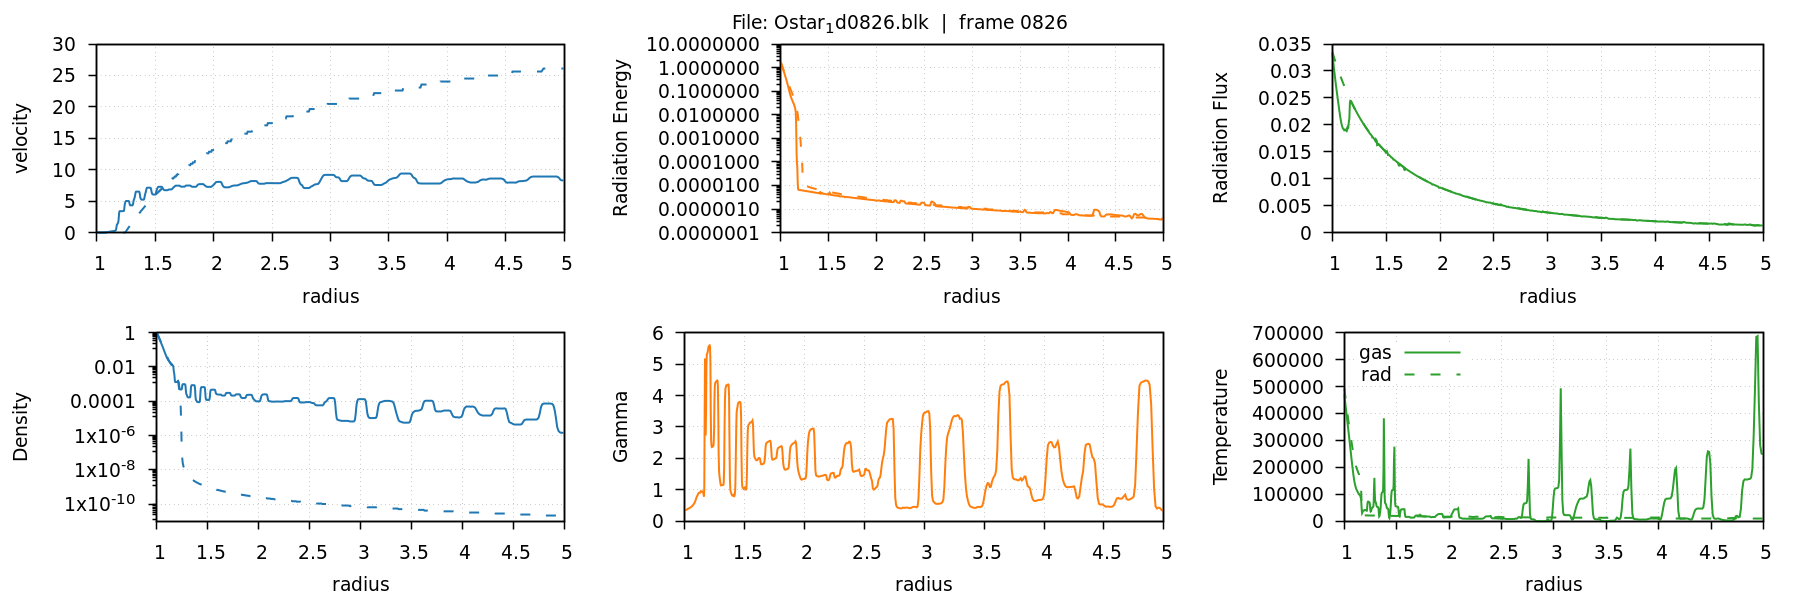 File: Ostar₁d0826.blk | frame 0826
velocity
30
25
20
15
10
5
0
1 1.5 2 2.5 3 3.5 4 4.5 5
radius
Radiation Energy
10.0000000
1.0000000
0.1000000
0.0100000
0.0010000
0.0001000
0.0000100
0.0000010
0.0000001
1 1.5 2 2.5 3 3.5 4 4.5 5
radius
Radiation Flux
0.035
0.03
0.025
0.02
0.015
0.01
0.005
0
1 1.5 2 2.5 3 3.5 4 4.5 5
radius
Density
1
0.01
0.0001
1x10⁻⁶
1x10⁻⁸
1x10⁻¹⁰
1 1.5 2 2.5 3 3.5 4 4.5 5
radius
Gamma
6
5
4
3
2
1
0
1 1.5 2 2.5 3 3.5 4 4.5 5
radius
Temperature
700000
600000
500000
400000
300000
200000
100000
0
gas
rad
1 1.5 2 2.5 3 3.5 4 4.5 5
radius